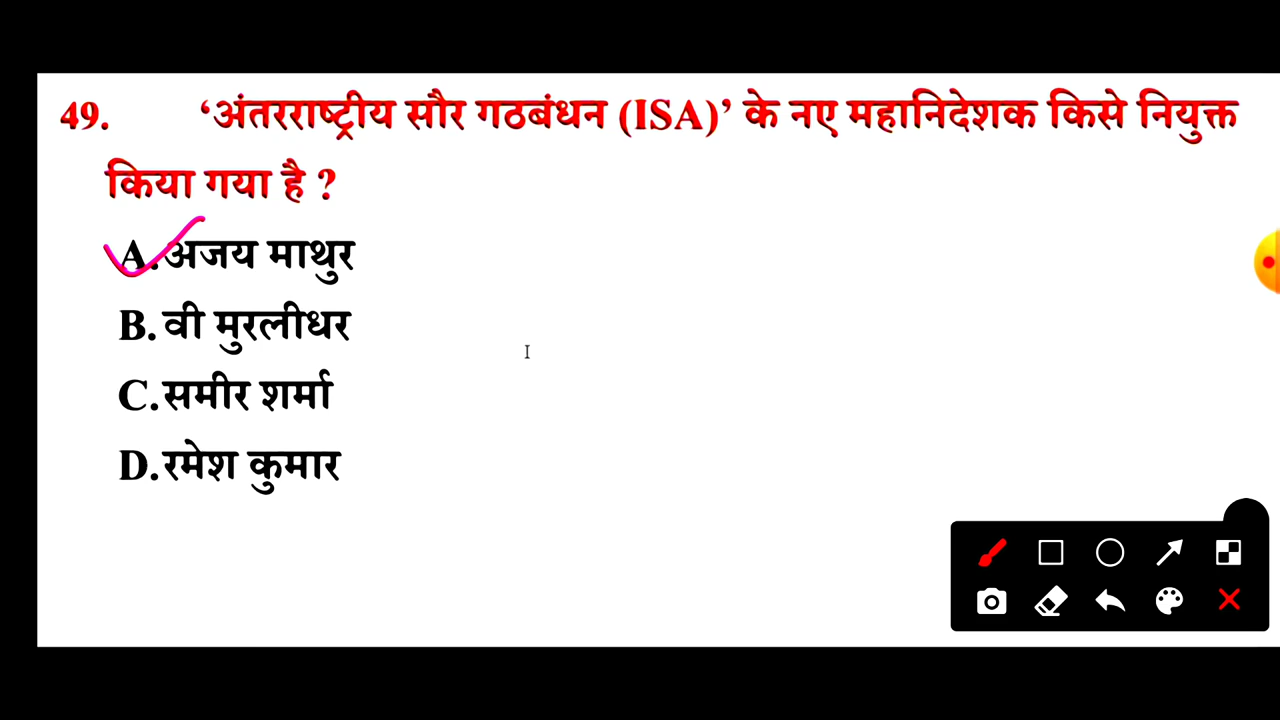 49. ‘अंतरराष्ट्रीय सौर गठबंधन (ISA)’ के नए महानिदेशक किसे नियुक्त
किया गया है ?
A. अजय माथुर
B. वी मुरलीधर
C. समीर शर्मा
D. रमेश कुमार